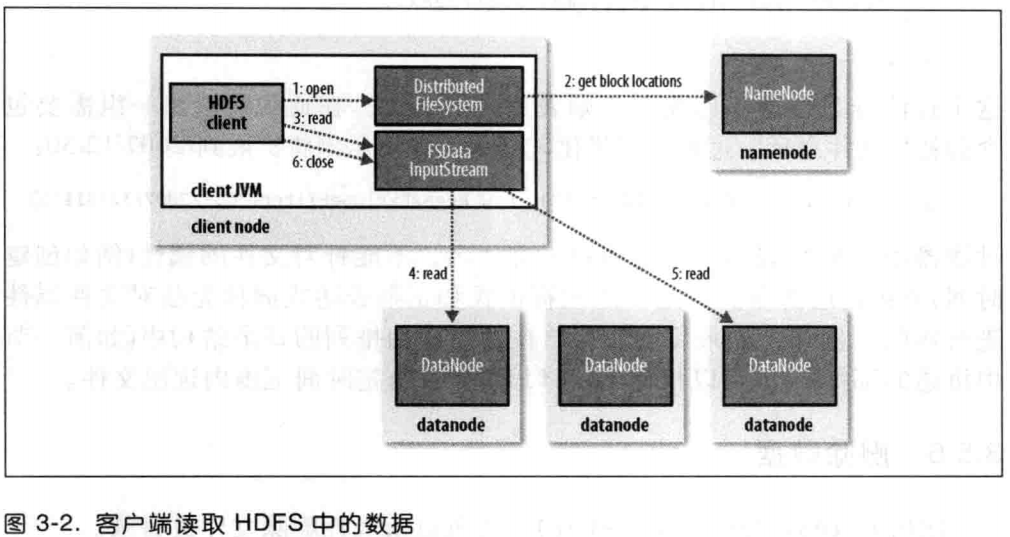 HDFS
client
1: open
3: read
6: close
Distributed
FileSystem
FSData
InputStream
client JVM
client node
2: get block locations
NameNode
namenode
4: read
5: read
DataNode
datanode
DataNode
datanode
DataNode
datanode
图 3-2. 客户端读取 HDFS 中的数据